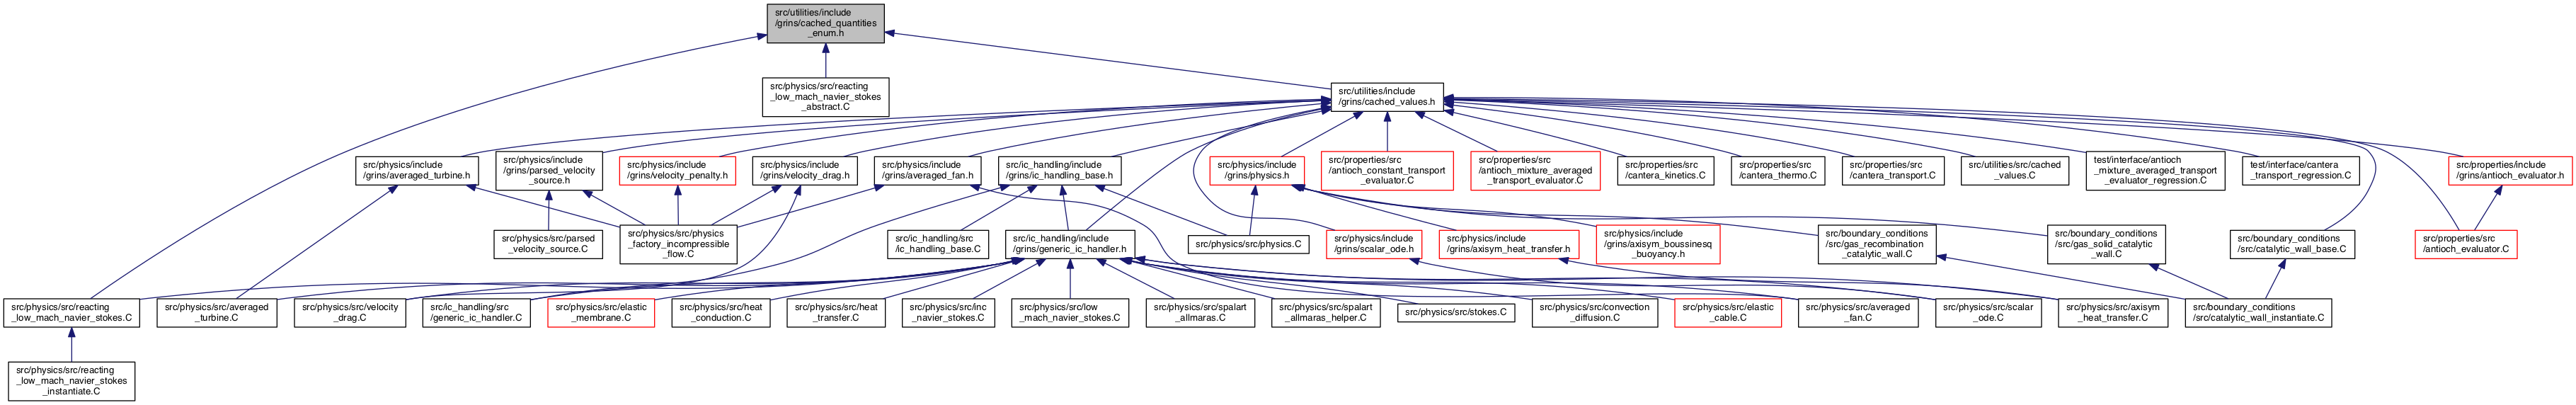 src/utilities/include
/grins/cached_quantities
_enum.h
src/physics/src/reacting
_low_mach_navier_stokes
_abstract.C
src/utilities/include
/grins/cached_values.h
src/physics/include
/grins/averaged_turbine.h
src/physics/include
/grins/parsed_velocity
_source.h
src/physics/include
/grins/velocity_penalty.h
src/physics/include
/grins/velocity_drag.h
src/physics/include
/grins/averaged_fan.h
src/ic_handling/include
/grins/ic_handling_base.h
src/physics/include
/grins/physics.h
src/properties/src
/antioch_constant_transport
_evaluator.C
src/properties/src
/antioch_mixture_averaged
_transport_evaluator.C
src/properties/src
/cantera_kinetics.C
src/properties/src
/cantera_thermo.C
src/properties/src
/cantera_transport.C
src/utilities/src/cached
_values.C
test/interface/antioch
_mixture_averaged_transport
_evaluator_regression.C
test/interface/cantera
_transport_regression.C
src/properties/include
/grins/antioch_evaluator.h
src/physics/src/parsed
_velocity_source.C
src/physics/src/physics
_factory_incompressible
_flow.C
src/ic_handling/src
/ic_handling_base.C
src/ic_handling/include
/grins/generic_ic_handler.h
src/physics/src/physics.C
src/physics/include
/grins/scalar_ode.h
src/physics/include
/grins/axisym_heat_transfer.h
src/physics/include
/grins/axisym_boussinesq
_buoyancy.h
src/boundary_conditions
/src/gas_recombination
_catalytic_wall.C
src/boundary_conditions
/src/gas_solid_catalytic
_wall.C
src/boundary_conditions
/src/catalytic_wall_base.C
src/properties/src
/antioch_evaluator.C
src/physics/src/reacting
_low_mach_navier_stokes.C
src/physics/src/averaged
_turbine.C
src/physics/src/velocity
_drag.C
src/ic_handling/src
/generic_ic_handler.C
src/physics/src/elastic
_membrane.C
src/physics/src/heat
_conduction.C
src/physics/src/heat
_transfer.C
src/physics/src/inc
_navier_stokes.C
src/physics/src/low
_mach_navier_stokes.C
src/physics/src/spalart
_allmaras.C
src/physics/src/spalart
_allmaras_helper.C
src/physics/src/stokes.C
src/physics/src/convection
_diffusion.C
src/physics/src/elastic
_cable.C
src/physics/src/averaged
_fan.C
src/physics/src/scalar
_ode.C
src/physics/src/axisym
_heat_transfer.C
src/boundary_conditions
/src/catalytic_wall_instantiate.C
src/physics/src/reacting
_low_mach_navier_stokes
_instantiate.C